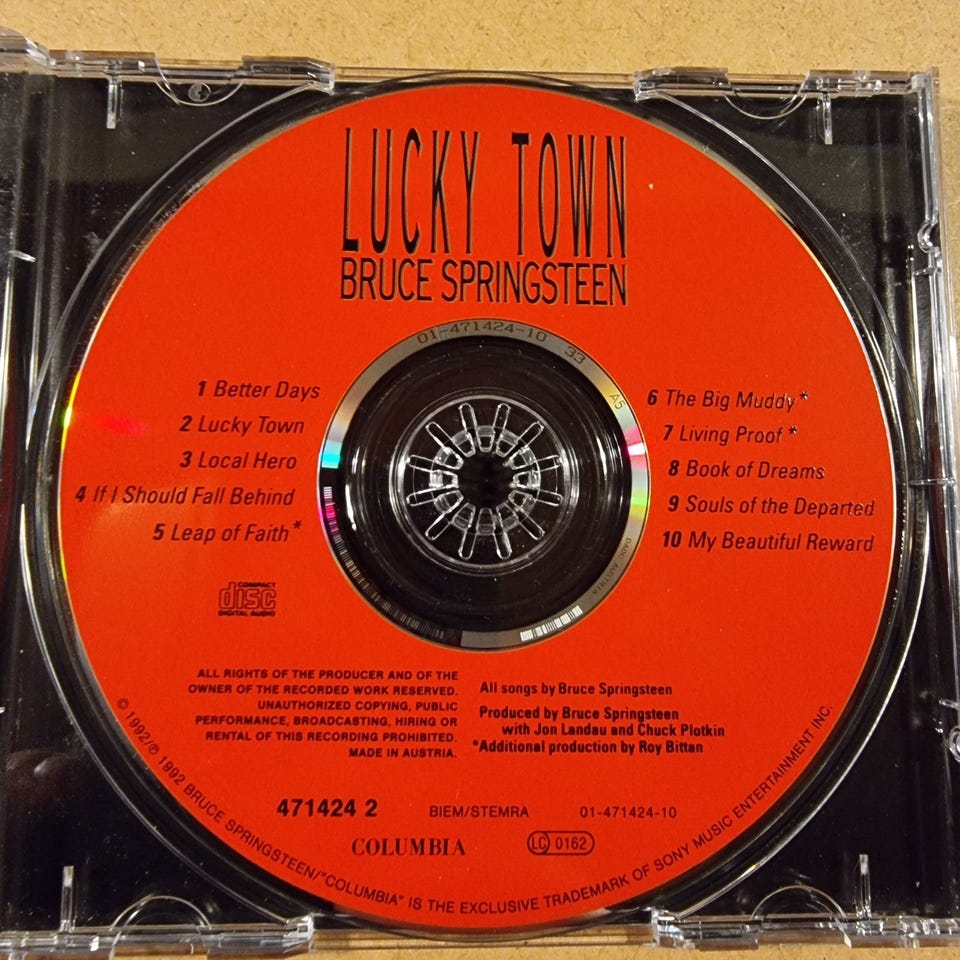 LUCKY TOWN
BRUCE SPRINGSTEEN
01-471424-10 33
A5
DADC AUSTRIA
1 Better Days
2 Lucky Town
3 Local Hero
4 If I Should Fall Behind
5 Leap of Faith*
6 The Big Muddy*
7 Living Proof*
8 Book of Dreams
9 Souls of the Departed
10 My Beautiful Reward
COMPACT
disc
DIGITAL AUDIO
ALL RIGHTS OF THE PRODUCER AND OF THE
OWNER OF THE RECORDED WORK RESERVED.
UNAUTHORIZED COPYING, PUBLIC
PERFORMANCE, BROADCASTING, HIRING OR
RENTAL OF THIS RECORDING PROHIBITED.
MADE IN AUSTRIA.
All songs by Bruce Springsteen
Produced by Bruce Springsteen
with Jon Landau and Chuck Plotkin
*Additional production by Roy Bittan
471424 2
BIEM/STEMRA
01-471424-10
COLUMBIA
LC 0162
© 1992/℗ 1992 BRUCE SPRINGSTEEN/"COLUMBIA" IS THE EXCLUSIVE TRADEMARK OF SONY MUSIC ENTERTAINMENT INC.